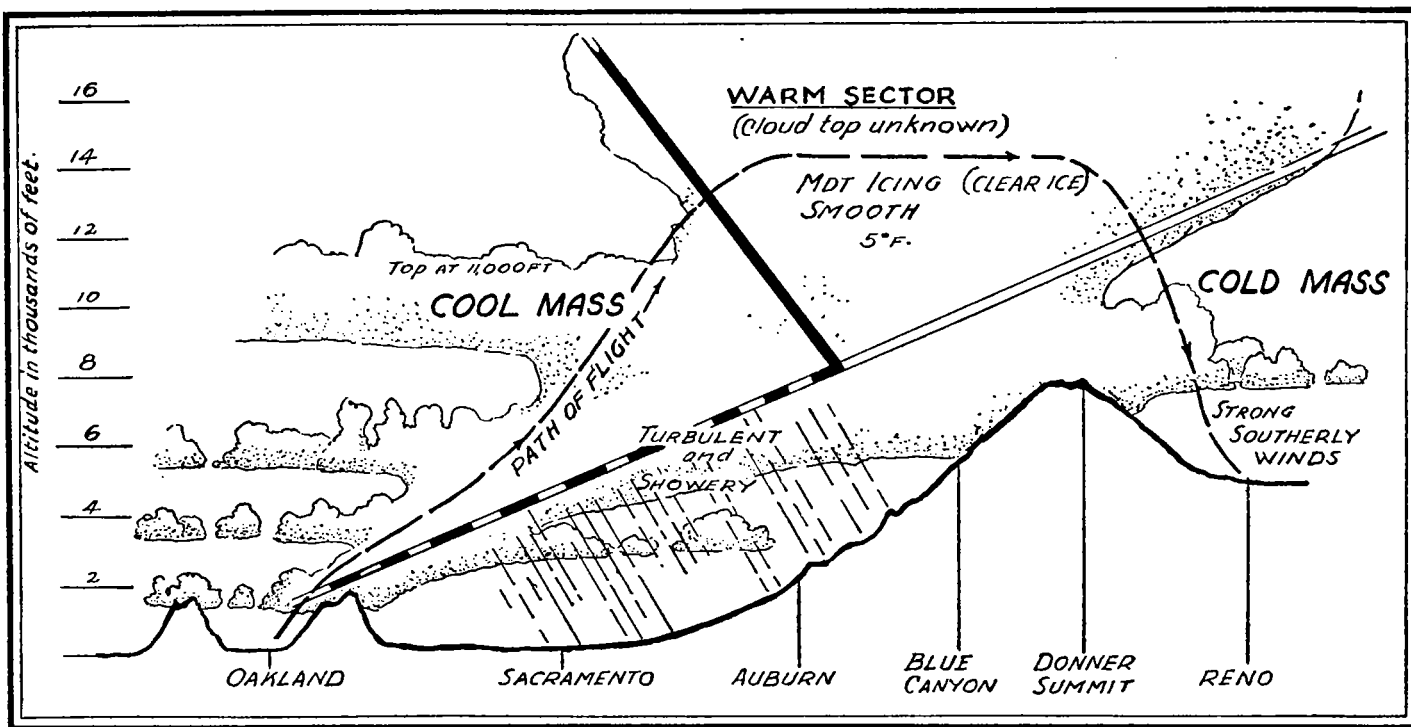 Altitude in thousands of feet.
16
14
12
10
8
6
4
2
WARM SECTOR
(Cloud top unknown)
MDT ICING (CLEAR ICE)
SMOOTH
5°F.
TOP AT 11,000FT
COOL MASS
COLD MASS
PATH OF FLIGHT
TURBULENT
and
SHOWERY
STRONG
SOUTHERLY
WINDS
OAKLAND
SACRAMENTO
AUBURN
BLUE
CANYON
DONNER
SUMMIT
RENO